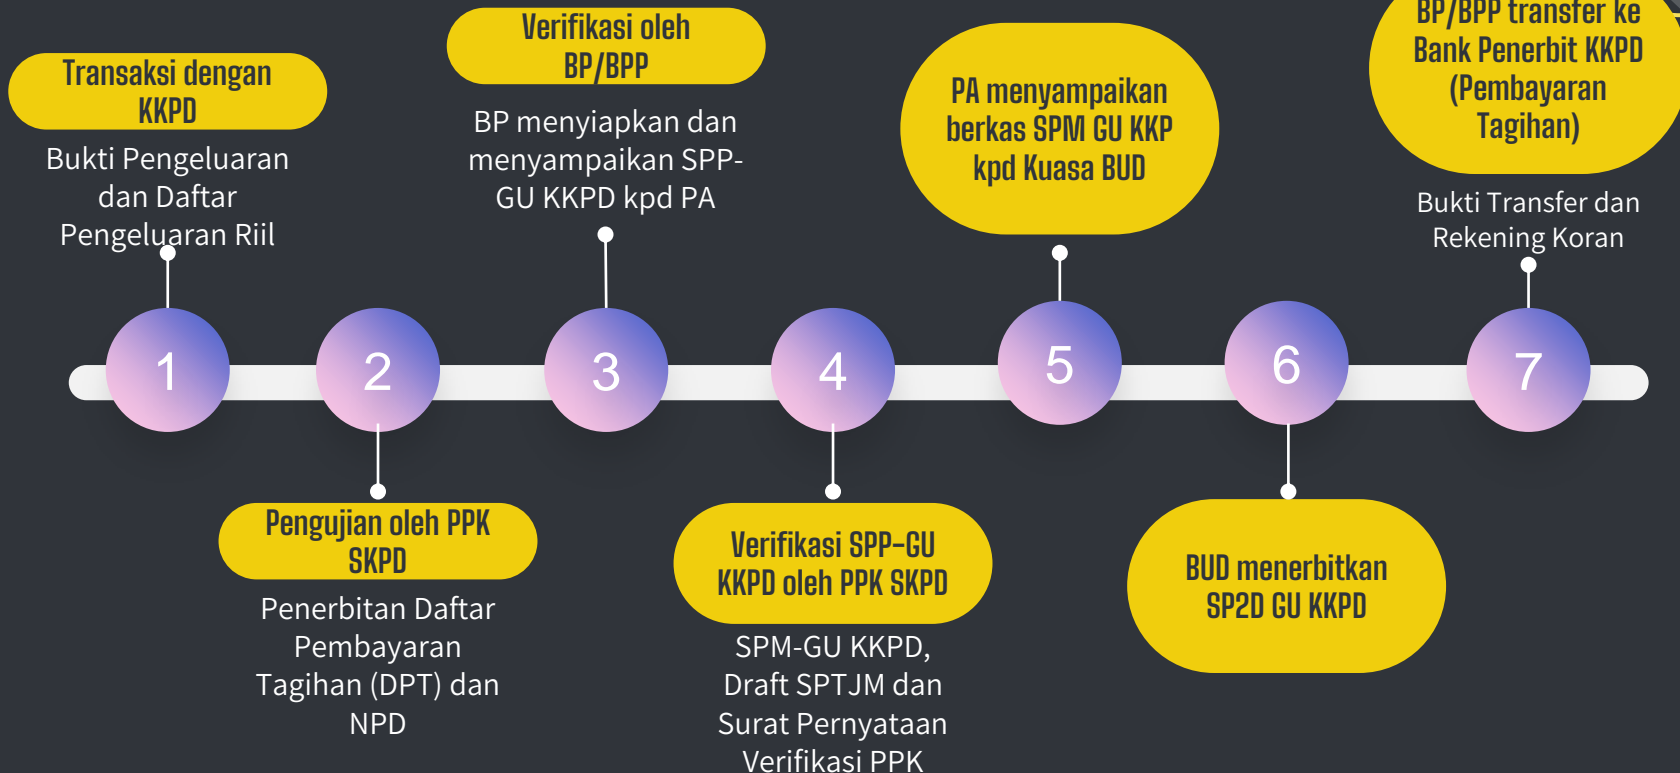 Transaksi dengan
KKPD
Bukti Pengeluaran
dan Daftar
Pengeluaran Riil
1
2
Pengujian oleh PPK
SKPD
Penerbitan Daftar
Pembayaran
Tagihan (DPT) dan
NPD
Verifikasi oleh
BP/BPP
BP menyiapkan dan
menyampaikan SPP-
GU KKPD kpd PA
3
4
Verifikasi SPP-GU
KKPD oleh PPK SKPD
SPM-GU KKPD,
Draft SPTJM dan
Surat Pernyataan
Verifikasi PPK
PA menyampaikan
berkas SPM GU KKP
kpd Kuasa BUD
5
6
BUD menerbitkan
SP2D GU KKPD
BP/BPP transfer ke
Bank Penerbit KKPD
(Pembayaran
Tagihan)
Bukti Transfer dan
Rekening Koran
7